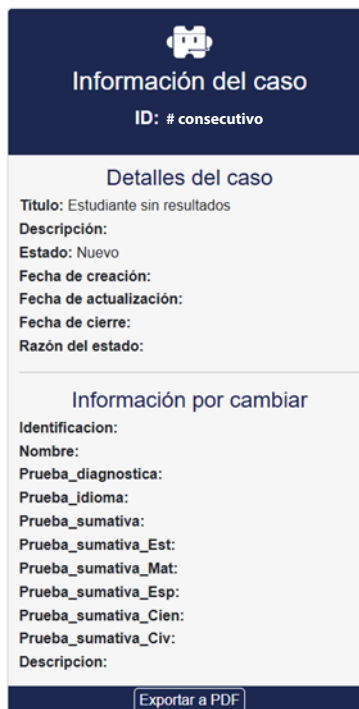 Información del caso
ID: # consecutivo
Detalles del caso
Titulo: Estudiante sin resultados
Descripción:
Estado: Nuevo
Fecha de creación:
Fecha de actualización:
Fecha de cierre:
Razón del estado:
Información por cambiar
Identificacion:
Nombre:
Prueba_diagnostica:
Prueba_idioma:
Prueba_sumativa:
Prueba_sumativa_Est:
Prueba_sumativa_Mat:
Prueba_sumativa_Esp:
Prueba_sumativa_Cien:
Prueba_sumativa_Civ:
Descripcion:
Exportar a PDF